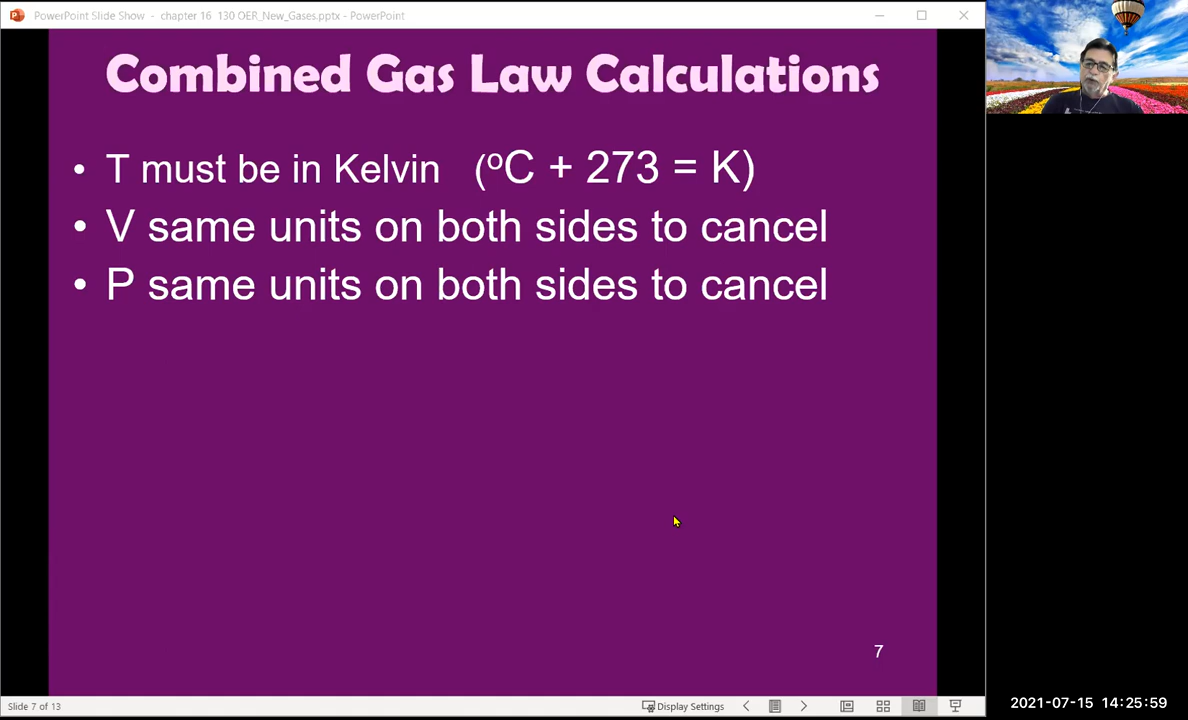 PowerPoint Slide Show - chapter 16 130 OER_New_Gases.pptx - PowerPoint
Combined Gas Law Calculations
• T must be in Kelvin (ºC + 273 = K)
• V same units on both sides to cancel
• P same units on both sides to cancel
7
Slide 7 of 13
Display Settings
2021-07-15 14:25:59